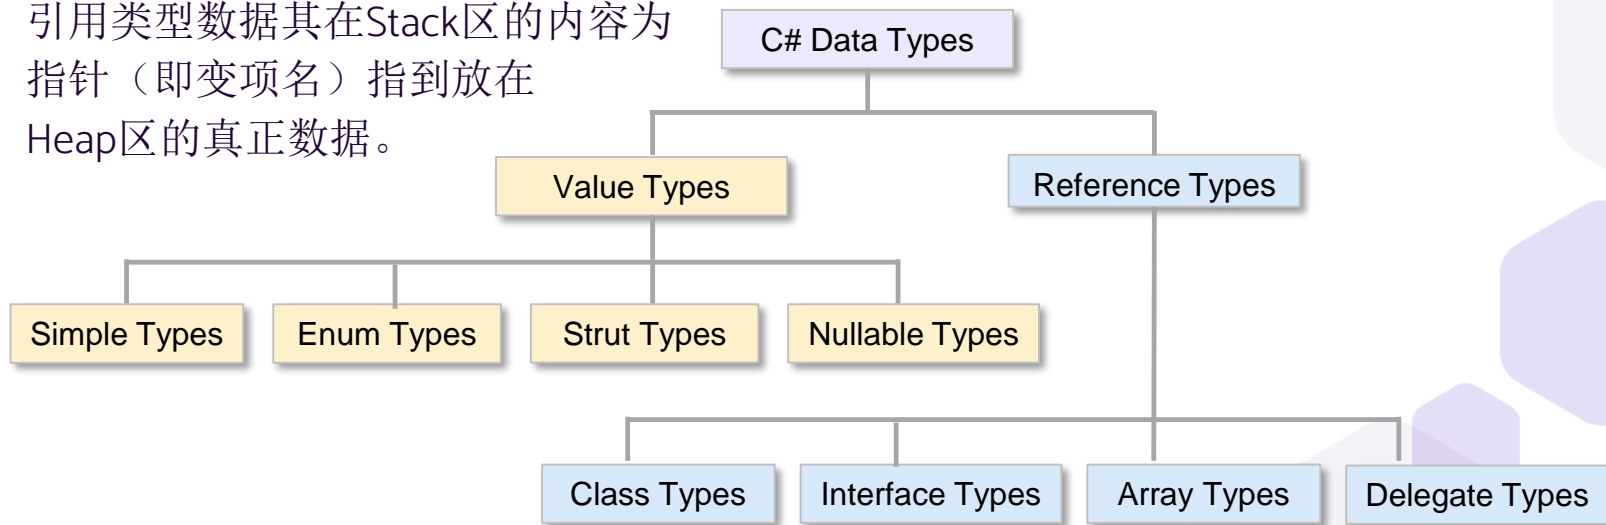 引用类型数据其在Stack区的内容为
指针（即变项名）指到放在
Heap区的真正数据。
C# Data Types
Value Types
Reference Types
Simple Types
Enum Types
Strut Types
Nullable Types
Class Types
Interface Types
Array Types
Delegate Types